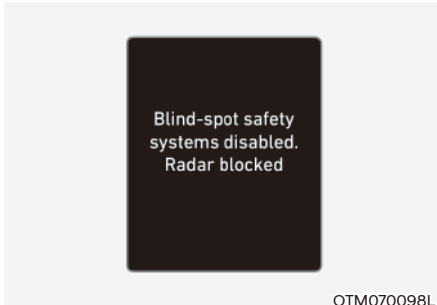 Blind-spot safety
systems disabled.
Radar blocked
OTM070098L